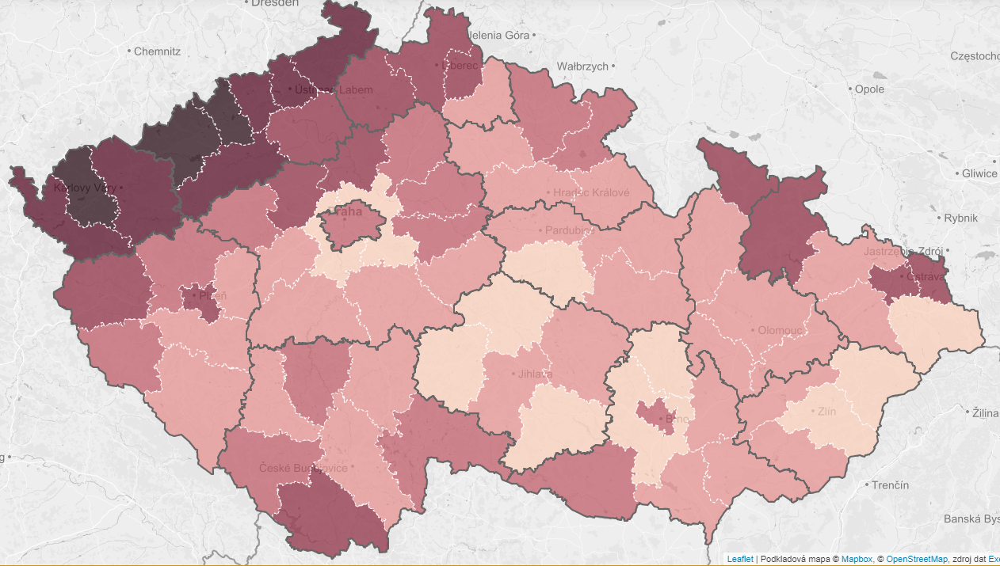 Dresden
Jelenia Góra
Chemnitz
Wałbrzych
Częstocho
Liberec
Ústí nad Labem
Opole
Gliwice
Karlovy Vary
Hradec Králové
Praha
Rybnik
Pardubice
Jastrzębie-Zdrój
Ostrava
Plzeň
Olomouc
Jihlava
Zlín
Žilina
Brno
g
České Budějovice
Trenčín
Banská Bys
Leaflet | Podkladová mapa © Mapbox, © OpenStreetMap, zdroj dat Exe